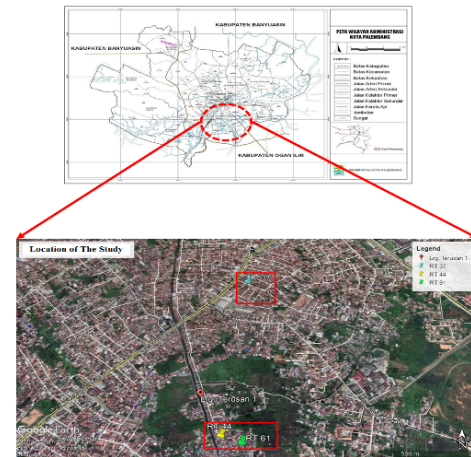 KABUPATEN BANYUASIN
KABUPATEN BANYUASIN
KABUPATEN OGAN ILIR
PETA WILAYAH ADMINISTRASI
KOTA PALEMBANG
Legenda
Batas Kabupaten
Batas Kecamatan
Batas Kelurahan
Jalan Arteri Primer
Jalan Arteri Sekunder
Jalan Kolektor Primer
Jalan Kolektor Sekunder
Jalan Kereta Api
Jembatan
Sungai
Location of The Study
Legend
Lrg. Terusan 1
RT 37
RT 44
RT 61
Lrg. Terusan 1
RT 44
RT 61
Google Earth
500 m